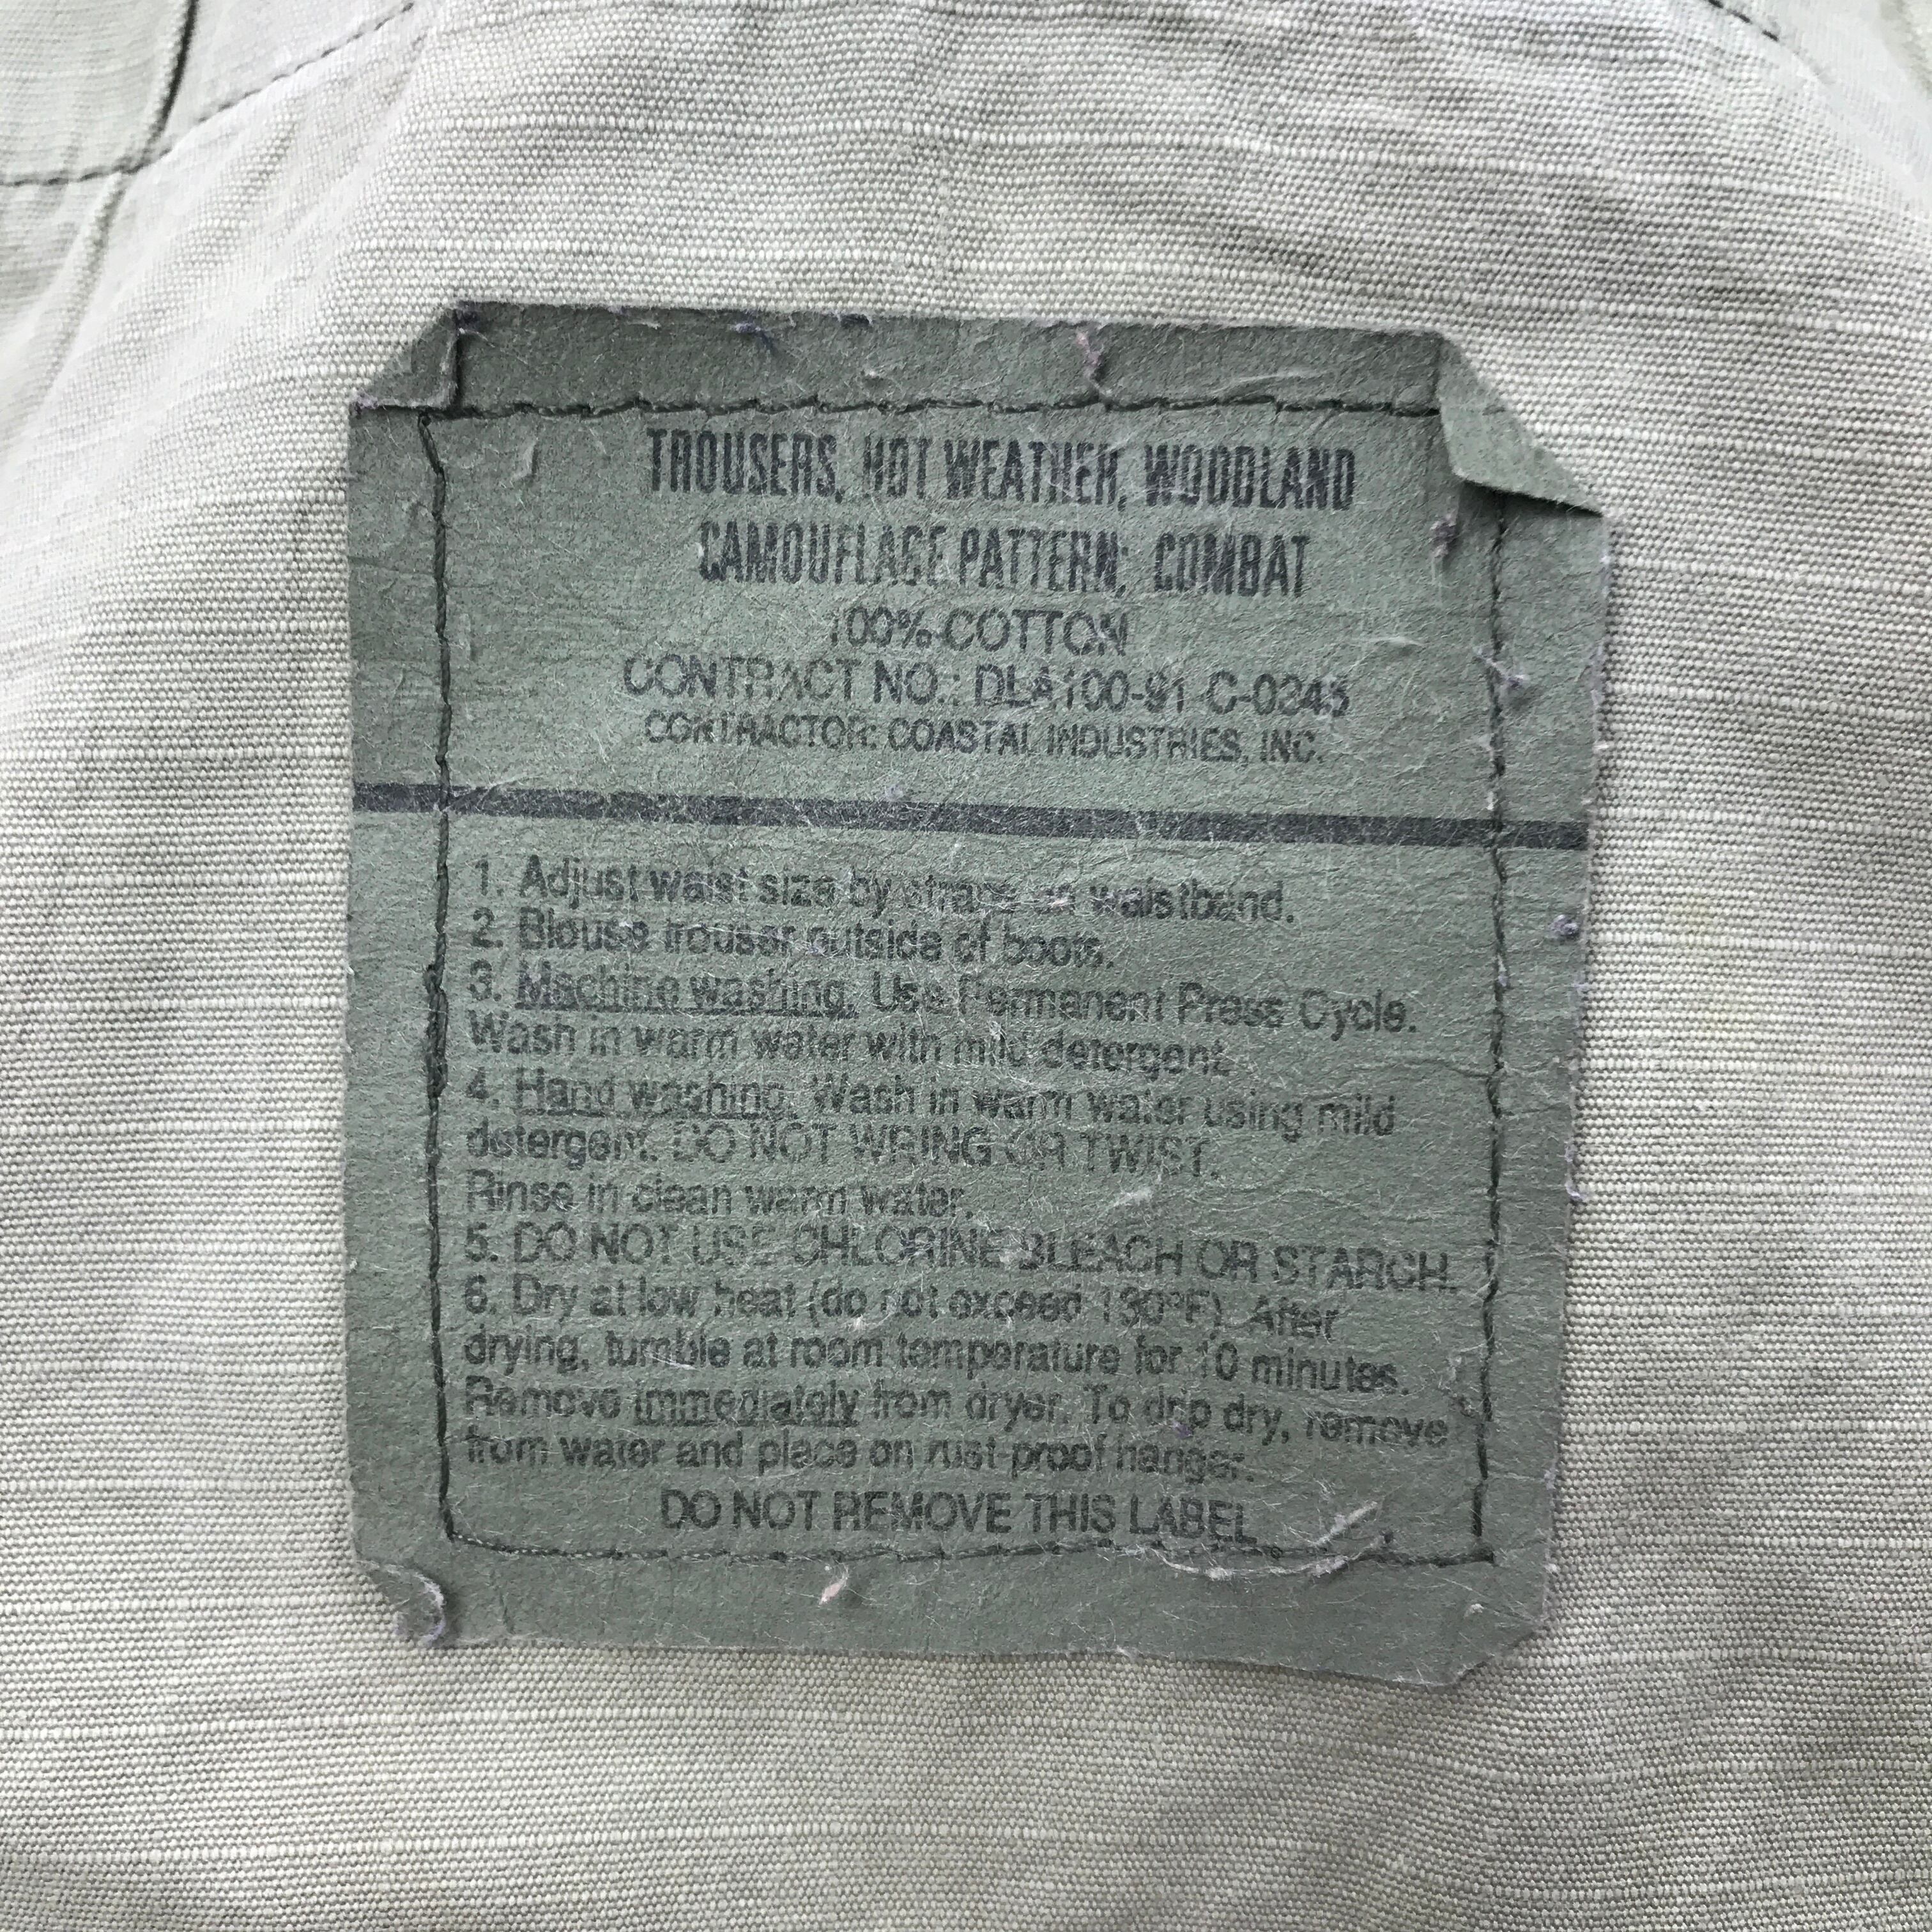 TROUSERS, HOT WEATHER, WOODLAND
CAMOUFLAGE PATTERN; COMBAT
100% COTTON
CONTRACT NO.: DLA100-91-C-0345
CONTRACTOR: COASTAL INDUSTRIES, INC.
1. Adjust waist size by straps on waistband.
2. Blouse trouser outside of boots.
3. Machine washing. Use Permanent Press Cycle.
Wash in warm water with mild detergent.
4. Hand washing. Wash in warm water using mild
detergent. DO NOT WRING OR TWIST.
Rinse in clean warm water.
5. DO NOT USE CHLORINE BLEACH OR STARCH.
6. Dry at low heat (do not exceed 130°F). After
drying, tumble at room temperature for 10 minutes.
Remove immediately from dryer. To drip dry, remove
from water and place on rust-proof hanger.
DO NOT REMOVE THIS LABEL.